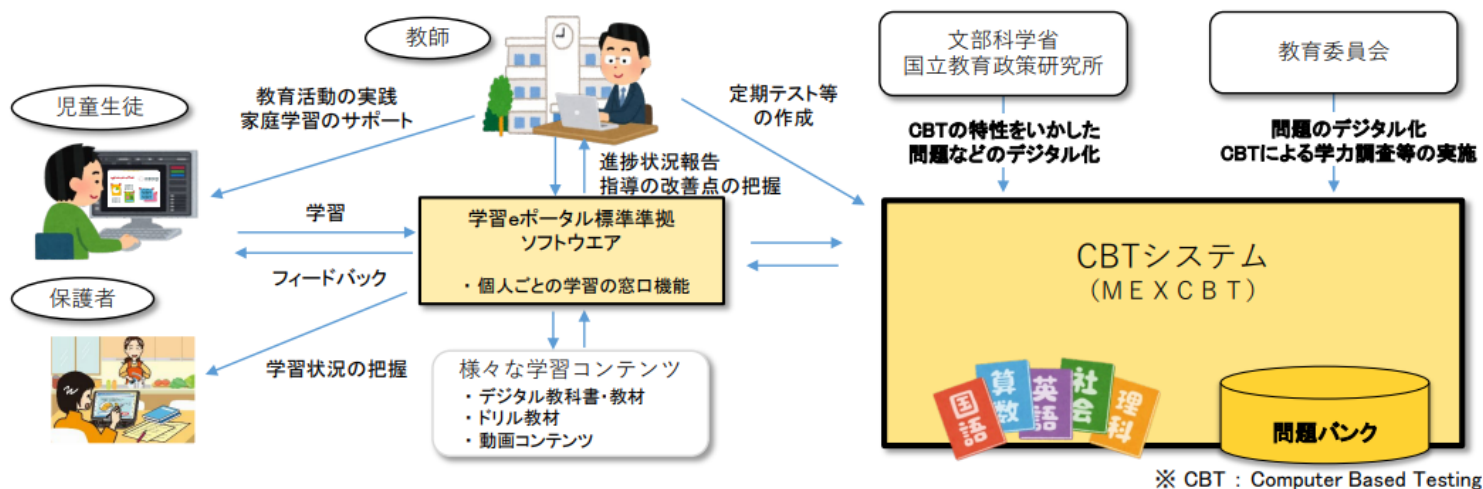 教師
文部科学省
国立教育政策研究所
教育委員会
児童生徒
教育活動の実践
家庭学習のサポート
定期テスト等
の作成
CBTの特性をいかした
問題などのデジタル化
問題のデジタル化
CBTによる学力調査等の実施
進捗状況報告
指導の改善点の把握
学習
学習eポータル標準準拠
ソフトウエア
・個人ごとの学習の窓口機能
フィードバック
CBTシステム
(MEXCBT)
保護者
学習状況の把握
様々な学習コンテンツ
・デジタル教科書・教材
・ドリル教材
・動画コンテンツ
国語
算数
英語
社会
理科
問題バンク
※ CBT : Computer Based Testing